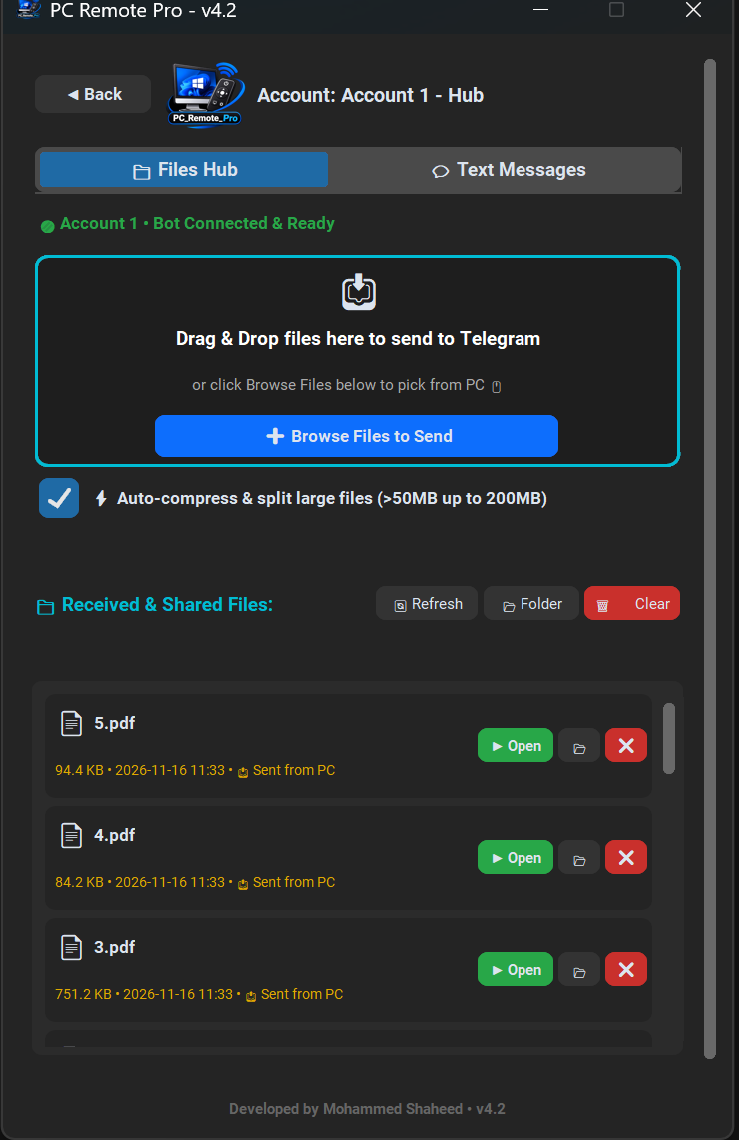 PC Remote Pro - v4.2
◄ Back
PC_Remote_Pro
Account: Account 1 - Hub
Files Hub
Text Messages
Account 1 • Bot Connected & Ready
Drag & Drop files here to send to Telegram
or click Browse Files below to pick from PC
Browse Files to Send
Auto-compress & split large files (>50MB up to 200MB)
Received & Shared Files:
Refresh
Folder
Clear
5.pdf
► Open
94.4 KB • 2026-11-16 11:33 • Sent from PC
4.pdf
► Open
84.2 KB • 2026-11-16 11:33 • Sent from PC
3.pdf
► Open
751.2 KB • 2026-11-16 11:33 • Sent from PC
Developed by Mohammed Shaheed • v4.2